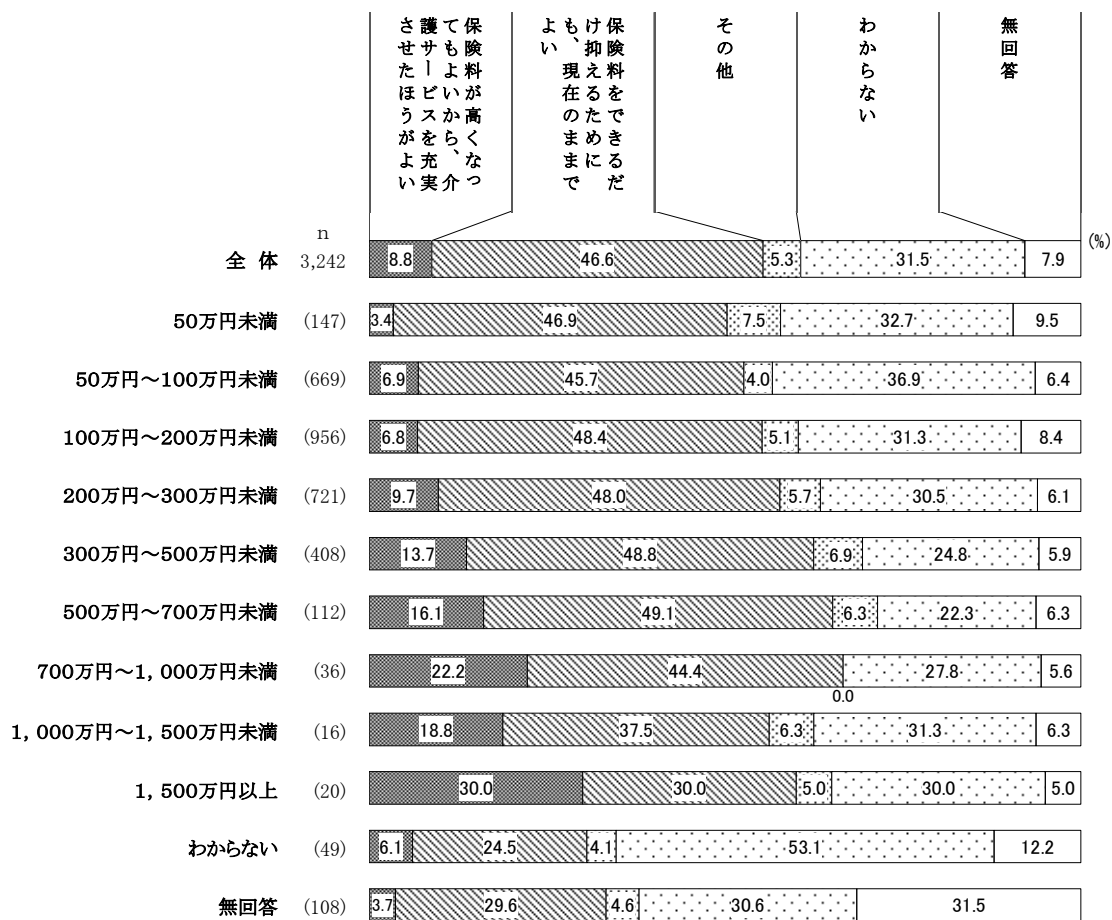 保険料が高くなっ
てもよいから、介
護サービスを充実
させたほうがよい
保険料をできるだ
け抑えるために
も、現在のままで
よい
その他
わからない
無回答
(%)
n
全 体 3,242 8.8 46.6 5.3 31.5 7.9
50万円未満 (147) 3.4 46.9 7.5 32.7 9.5
50万円～100万円未満 (669) 6.9 45.7 4.0 36.9 6.4
100万円～200万円未満 (956) 6.8 48.4 5.1 31.3 8.4
200万円～300万円未満 (721) 9.7 48.0 5.7 30.5 6.1
300万円～500万円未満 (408) 13.7 48.8 6.9 24.8 5.9
500万円～700万円未満 (112) 16.1 49.1 6.3 22.3 6.3
700万円～1,000万円未満 (36) 22.2 44.4 27.8 5.6
0.0
1,000万円～1,500万円未満 (16) 18.8 37.5 6.3 31.3 6.3
1,500万円以上 (20) 30.0 30.0 5.0 30.0 5.0
わからない (49) 6.1 24.5 4.1 53.1 12.2
無回答 (108) 3.7 29.6 4.6 30.6 31.5